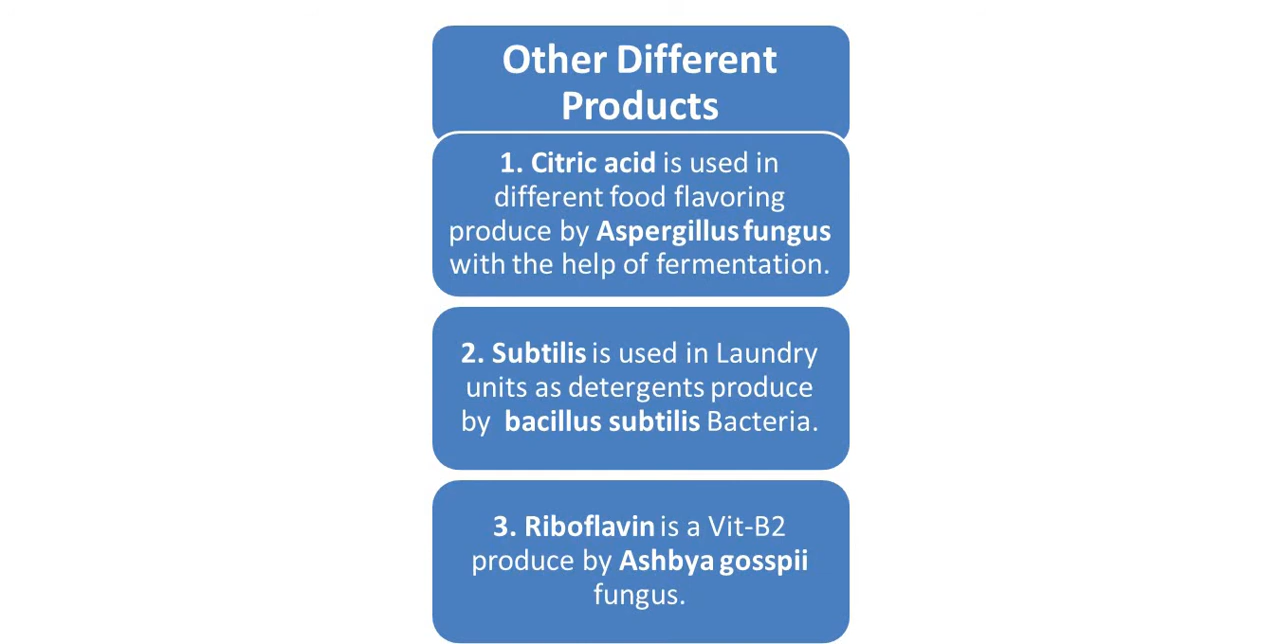 Other Different
Products
1. Citric acid is used in
different food flavoring
produce by Aspergillus fungus
with the help of fermentation.
2. Subtilis is used in Laundry
units as detergents produce
by bacillus subtilis Bacteria.
3. Riboflavin is a Vit-B2
produce by Ashbya gosspii
fungus.